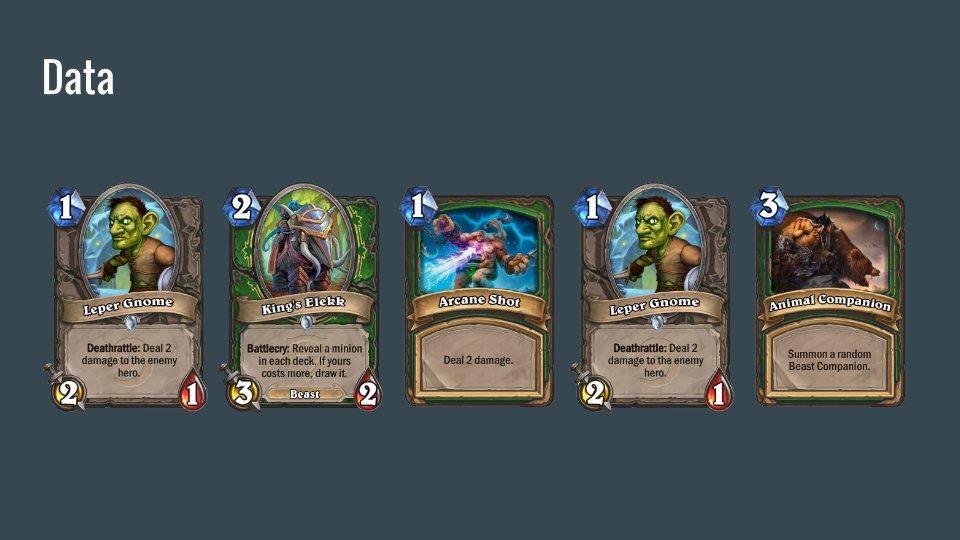 Data
1
Leper Gnome
Deathrattle: Deal 2
damage to the enemy
hero.
2
1
2
King's Elekk
Battlecry: Reveal a minion
in each deck. If yours
costs more, draw it.
Beast
3
2
1
Arcane Shot
Deal 2 damage.
1
Leper Gnome
Deathrattle: Deal 2
damage to the enemy
hero.
2
1
3
Animal Companion
Summon a random
Beast Companion.